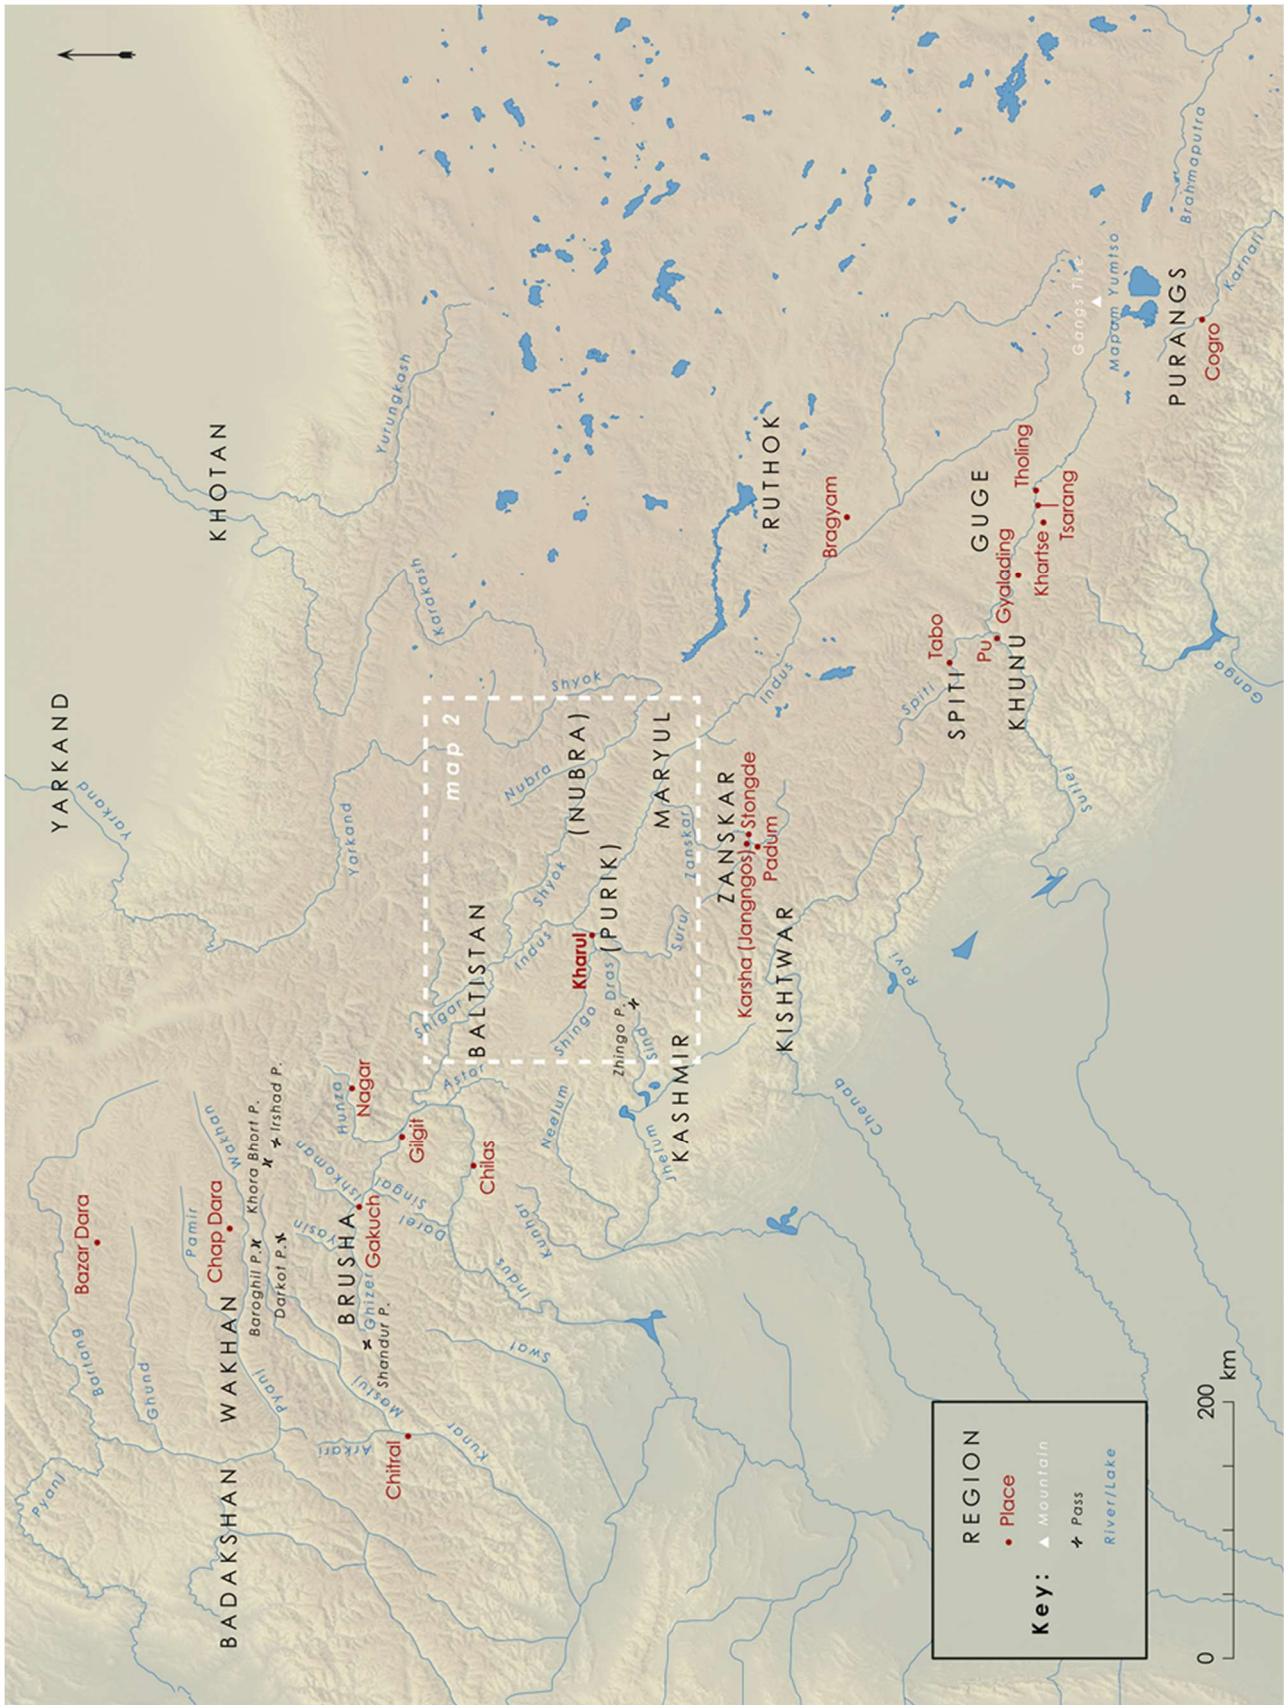 Pyanj
YARKAND
Bazar Dara
Bartang
Yarkand
Ghund
Pamir
Chap Dara
BADAKSHAN
WAKHAN
Wakhan
KHOTAN
Baroghil P.
Khora Bhort P.
Irshad P.
Darkot P.
Pyanj
Yasin
Ishkoman
Hunza
Nagar
Yarkand
BRUSHA
Gakuch
Ghizer
Shandur P.
Arkari
Mastuj
Chitral
Singal
Gilgit
Yurungkash
Karakash
Darel
Shigar
map 2
Kunar
Astor
BALTISTAN
Chilas
Indus
Swat
Kunhar
Indus
Nubra
Shyok
Shyok
Neelum
Shingo
Kharul
(NUBRA)
Dras
(PURIK)
Zhingo P.
Sind
Jhelum
KASHMIR
Suru
Zanskar
MARYUL
ZANSKAR
Karsha (Jangngos)
Stongde
Padum
KISHTWAR
Indus
RUTHOK
Bragyam
Chenab
Ravi
Spiti
Tabo
SPITI
Pu
KHUNU
GUGE
Gyalading
Tholing
Khartse
Tsarang
Sutlej
Gangs Tise
Mapam Yumtso
PURANGS
Brahmaputra
Cogro
Karnali
Ganga
Key:
REGION
Place
Mountain
Pass
River/Lake
0
200
km